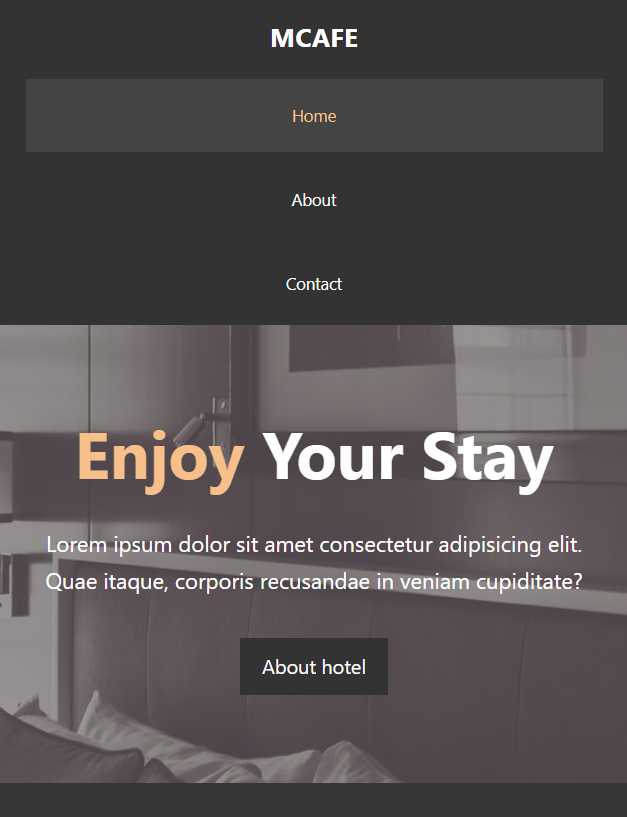 MCAFE
Home
About
Contact
Enjoy Your Stay
Lorem ipsum dolor sit amet consectetur adipisicing elit.
Quae itaque, corporis recusandae in veniam cupiditate?
About hotel